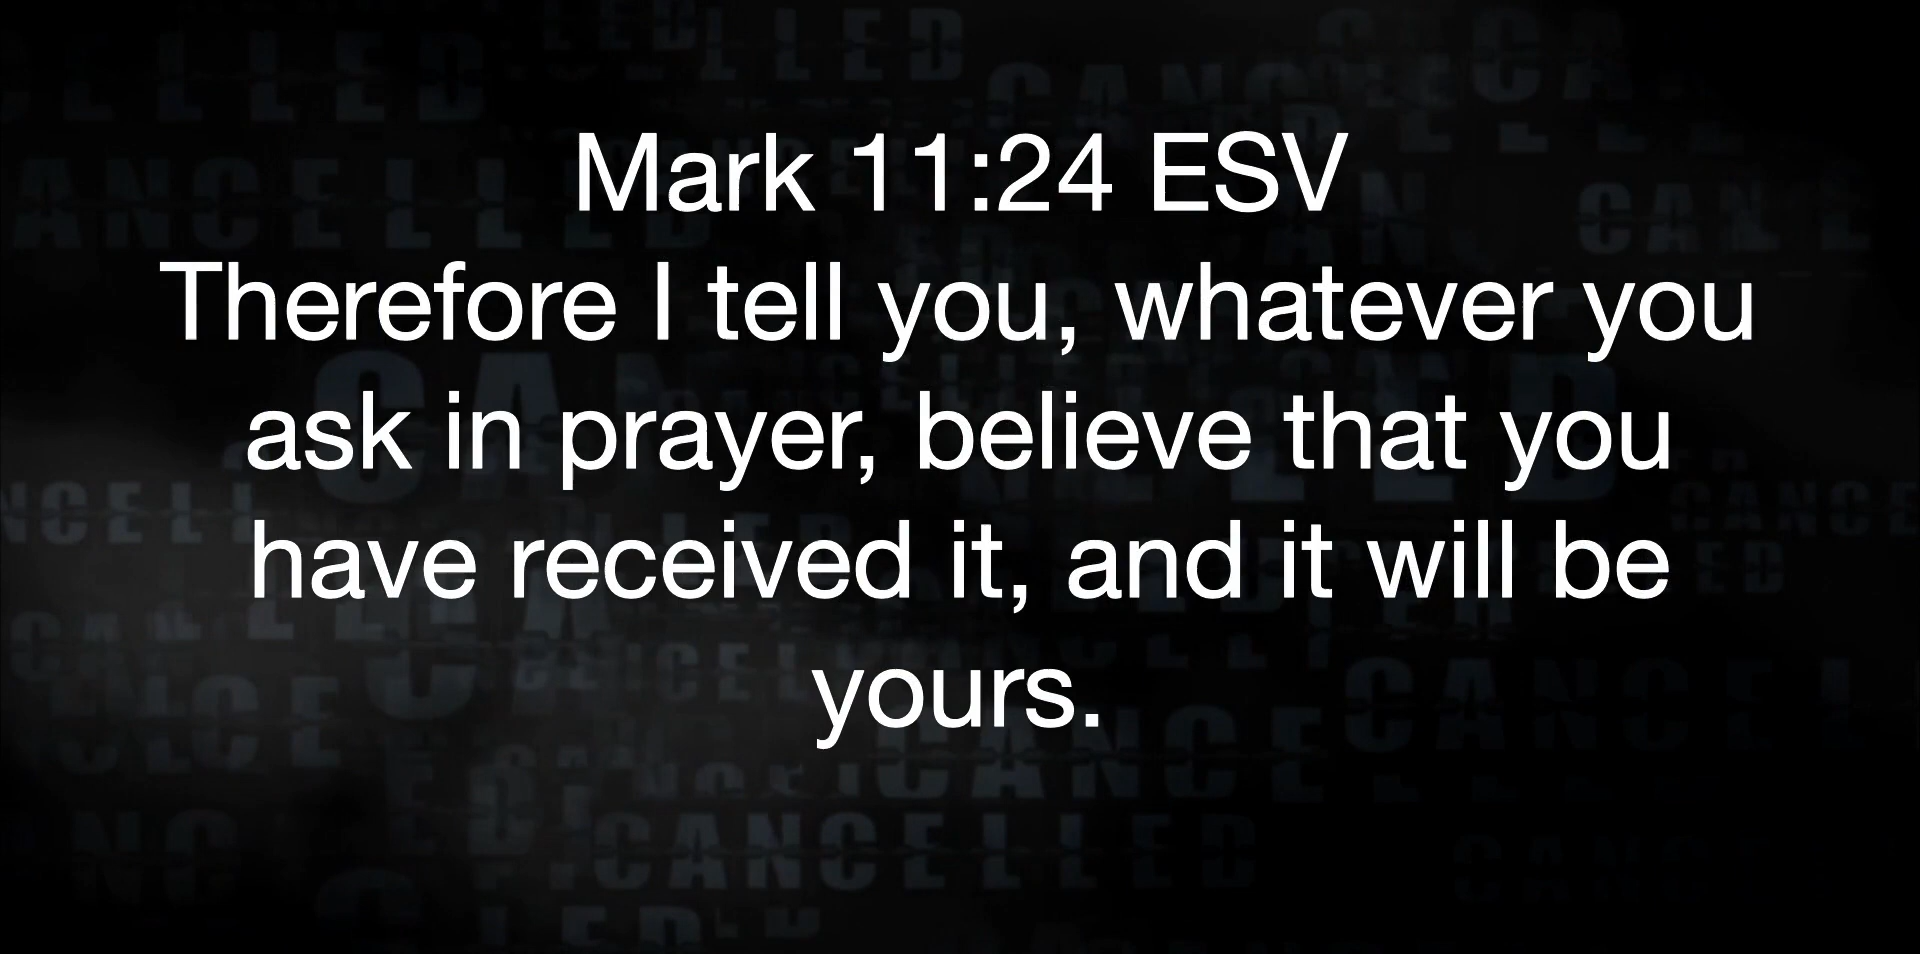 Mark 11:24 ESV
Therefore I tell you, whatever you
ask in prayer, believe that you
have received it, and it will be
yours.
CANCELLED